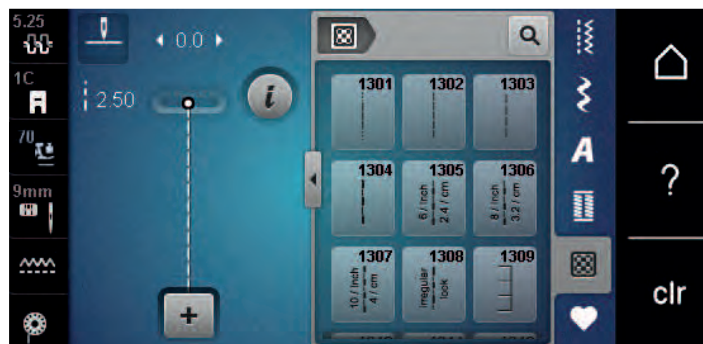 5.25
0.0
1C
2.50
i
70
9mm
+
1301
1302
1303
1304
1305
6 / Inch
2.4 / cm
1306
8 / Inch
3.2 / cm
1307
10 / Inch
4 / cm
1308
irregular
look
1309
A
?
clr